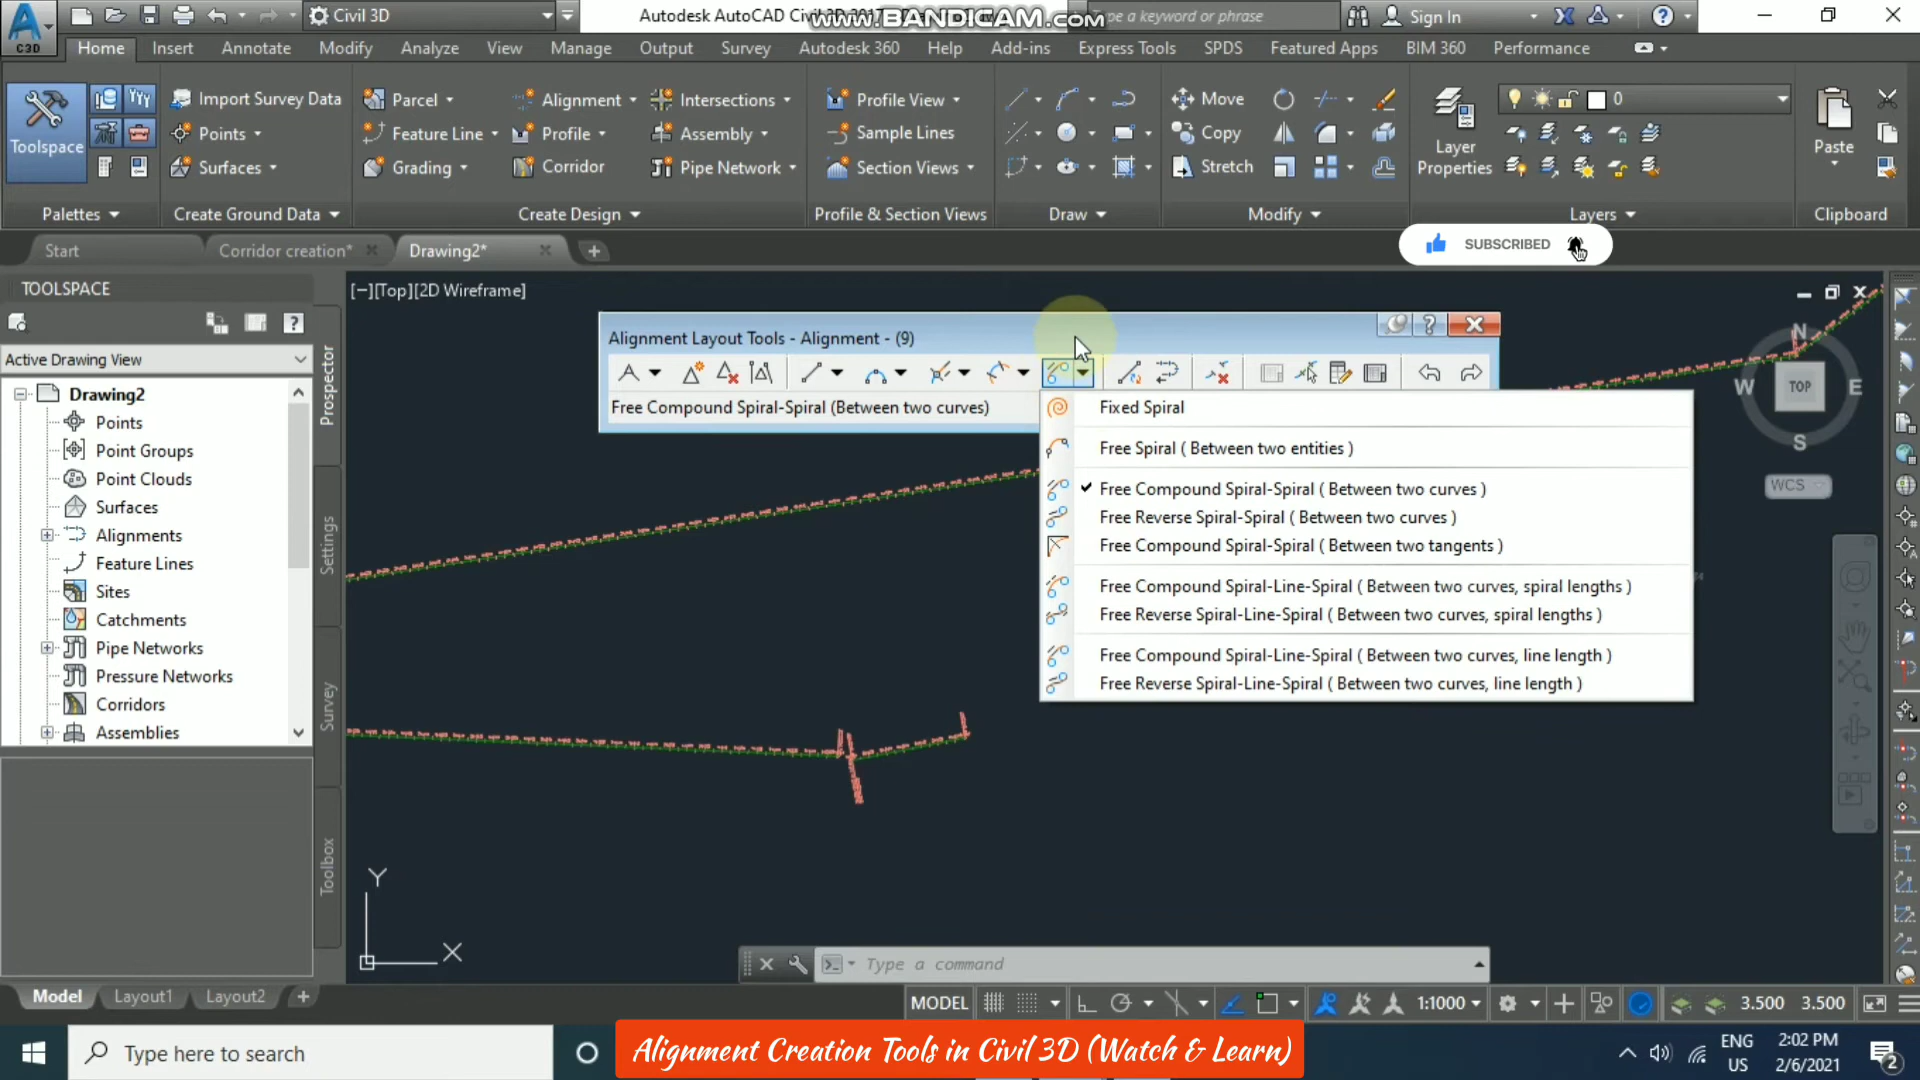 Civil 3D
Autodesk AutoCAD Civil 3D 2017
www.BANDICAM.com
Type a keyword or phrase
Sign In
C3D
Home Insert Annotate Modify Analyze View Manage Output Survey Autodesk 360 Help Add-ins Express Tools SPDS Featured Apps BIM 360 Performance
Toolspace
Import Survey Data
Points
Surfaces
Parcel
Feature Line
Grading
Alignment
Profile
Corridor
Intersections
Assembly
Pipe Network
Profile View
Sample Lines
Section Views
Move
Copy
Stretch
Layer
Properties
0
Paste
Palettes Create Ground Data Create Design Profile & Section Views Draw Modify Layers Clipboard
SUBSCRIBED
Start Corridor creation* Drawing2*
TOOLSPACE
Active Drawing View
Drawing2
Points
Point Groups
Point Clouds
Surfaces
Alignments
Feature Lines
Sites
Catchments
Pipe Networks
Pressure Networks
Corridors
Assemblies
Prospector
Settings
Survey
Toolbox
[−][Top][2D Wireframe]
Alignment Layout Tools - Alignment - (9)
Free Compound Spiral-Spiral (Between two curves)
Fixed Spiral
Free Spiral ( Between two entities )
Free Compound Spiral-Spiral ( Between two curves )
Free Reverse Spiral-Spiral ( Between two curves )
Free Compound Spiral-Spiral ( Between two tangents )
Free Compound Spiral-Line-Spiral ( Between two curves, spiral lengths )
Free Reverse Spiral-Line-Spiral ( Between two curves, spiral lengths )
Free Compound Spiral-Line-Spiral ( Between two curves, line length )
Free Reverse Spiral-Line-Spiral ( Between two curves, line length )
N
W TOP E
S
WCS
Y
X
Type a command
Model Layout1 Layout2
MODEL 1:1000 3.500 3.500
Type here to search
Alignment Creation Tools in Civil 3D (Watch & Learn)
ENG
US
2:02 PM
2/6/2021
2